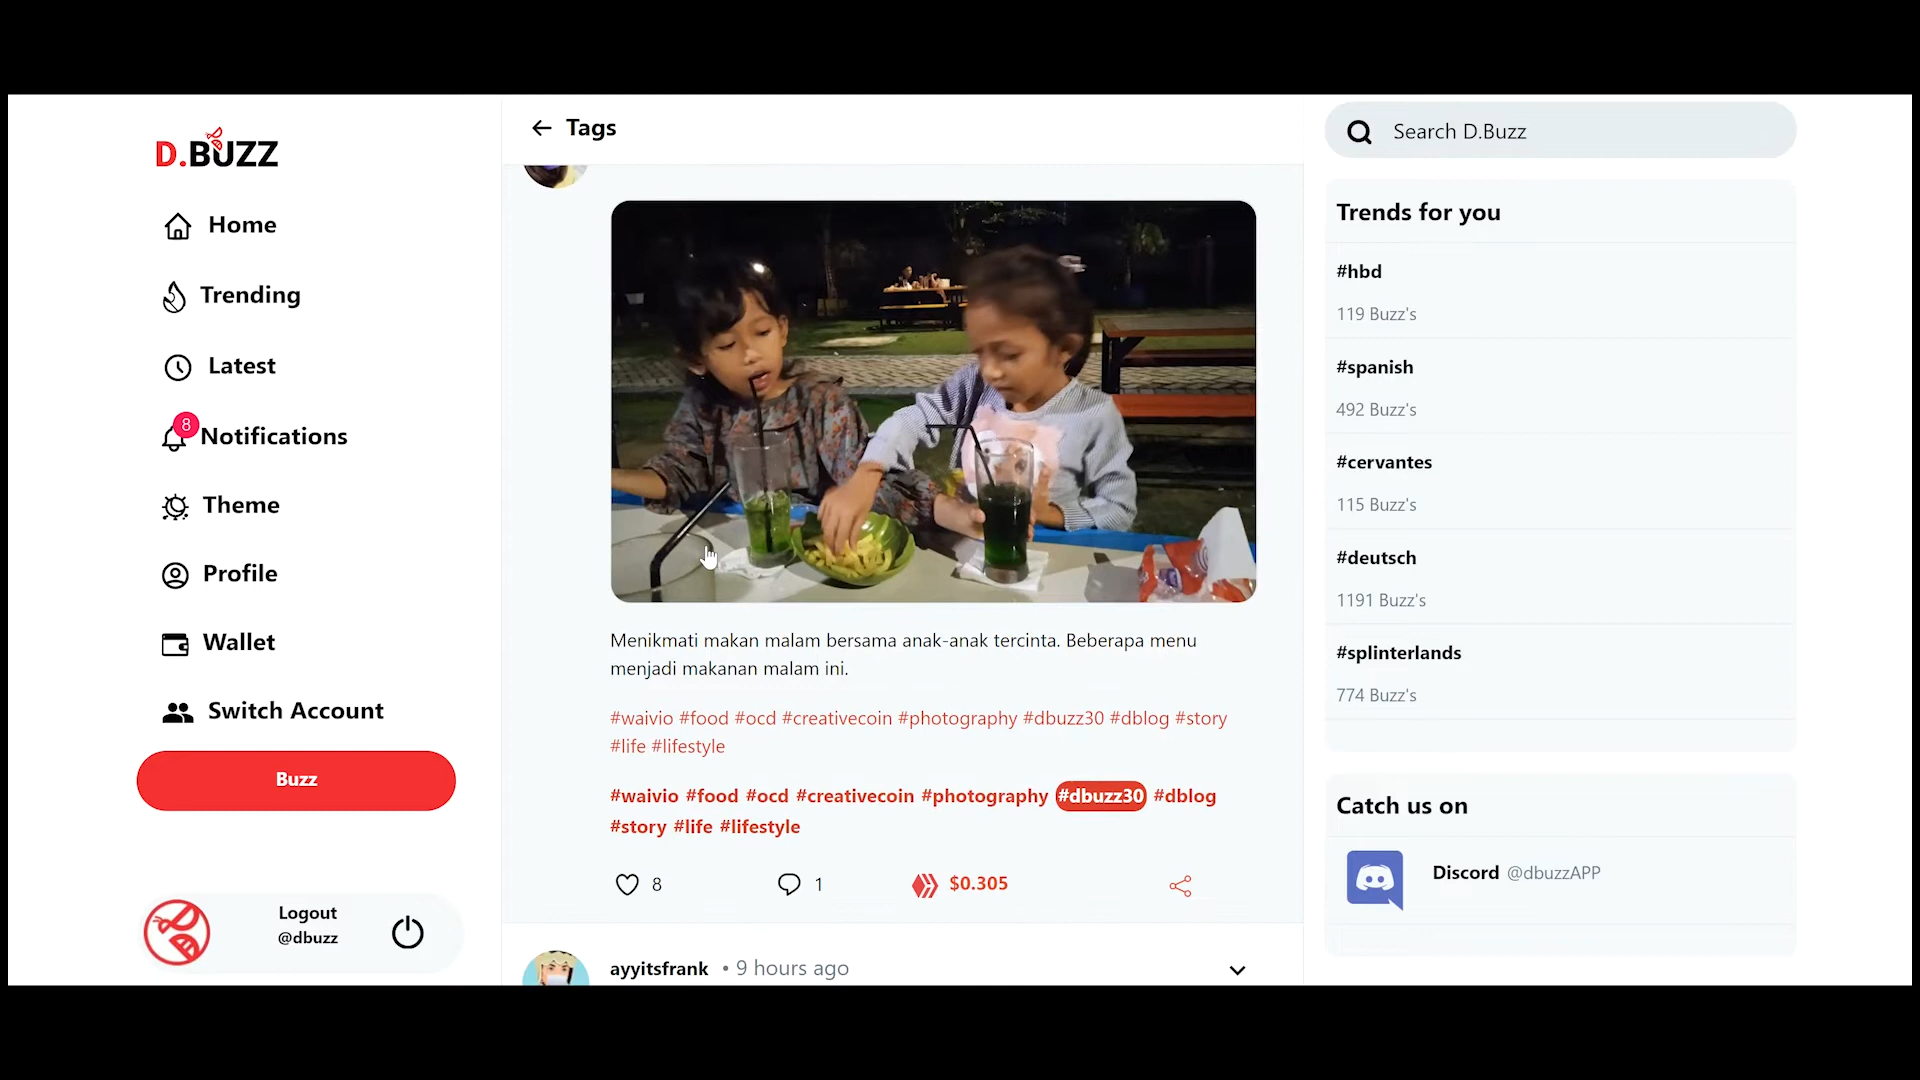 D.BUZZ
Home
Trending
Latest
8
Notifications
Theme
Profile
Wallet
Switch Account
Buzz
Logout
@dbuzz
Tags
Menikmati makan malam bersama anak-anak tercinta. Beberapa menu
menjadi makanan malam ini.
#waivio #food #ocd #creativecoin #photography #dbuzz30 #dblog #story
#life #lifestyle
#waivio #food #ocd #creativecoin #photography #dbuzz30 #dblog
#story #life #lifestyle
8 1 $0.305
ayyitsfrank • 9 hours ago
Search D.Buzz
Trends for you
#hbd
119 Buzz's
#spanish
492 Buzz's
#cervantes
115 Buzz's
#deutsch
1191 Buzz's
#splinterlands
774 Buzz's
Catch us on
Discord @dbuzzAPP